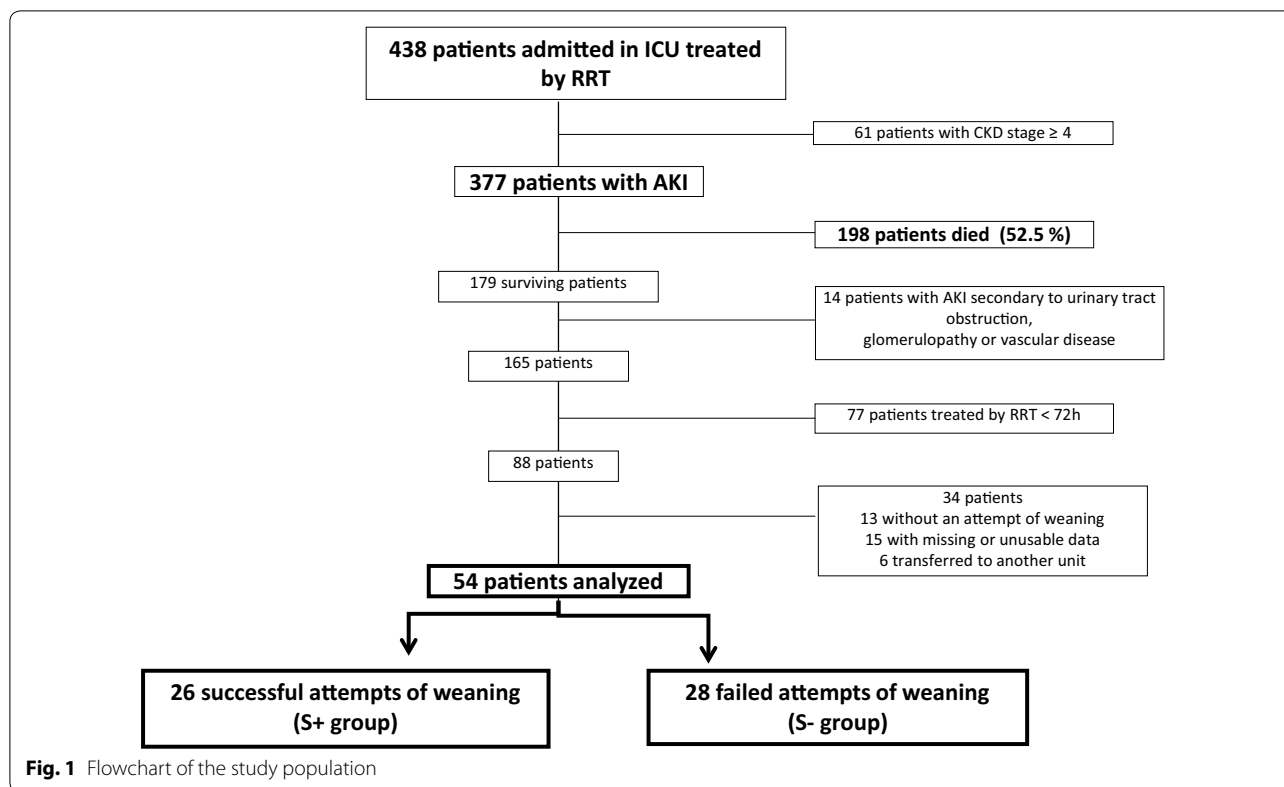 438 patients admitted in ICU treated
by RRT
61 patients with CKD stage ≥ 4
377 patients with AKI
198 patients died (52.5 %)
179 surviving patients
14 patients with AKI secondary to urinary tract
obstruction,
glomerulopathy or vascular disease
165 patients
77 patients treated by RRT < 72h
88 patients
34 patients
13 without an attempt of weaning
15 with missing or unusable data
6 transferred to another unit
54 patients analyzed
26 successful attempts of weaning
(S+ group)
28 failed attempts of weaning
(S- group)
Fig. 1 Flowchart of the study population